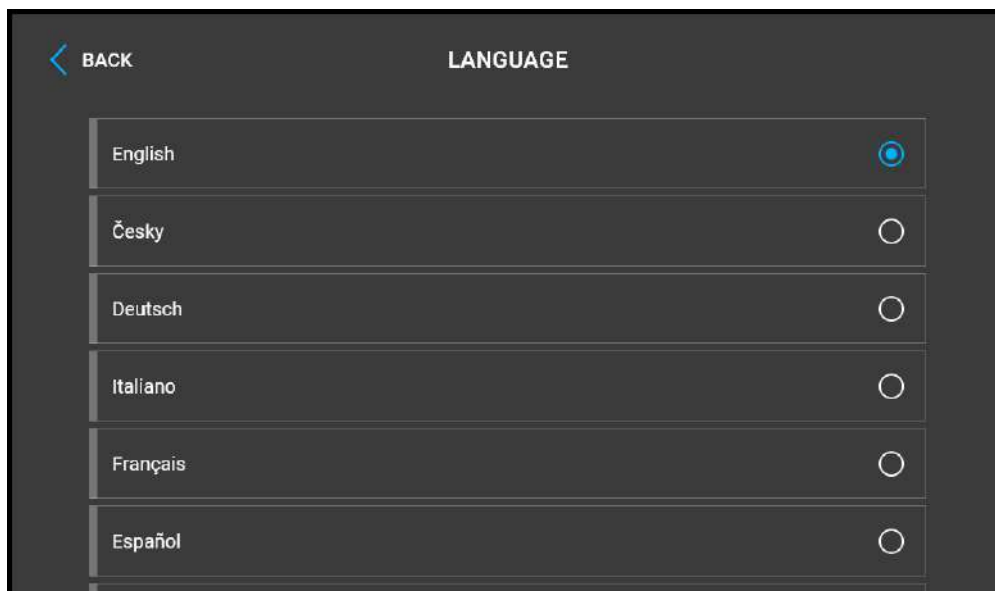 BACK
LANGUAGE
English
Česky
Deutsch
Italiano
Français
Español